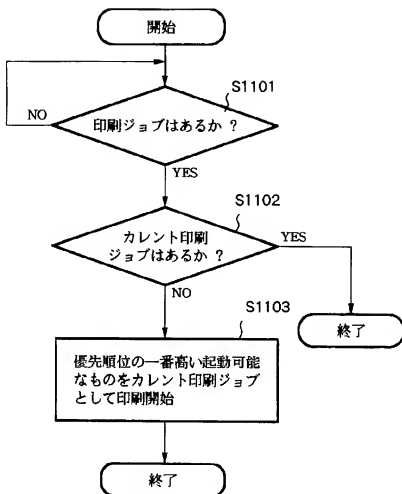 開始
S1101
印刷ジョブはあるか ?
NO
YES
S1102
カレント印刷
ジョブはあるか ?
YES
NO
S1103
終了
優先順位の一番高い起動可能
なものをカレント印刷ジョブ
として印刷開始
終了